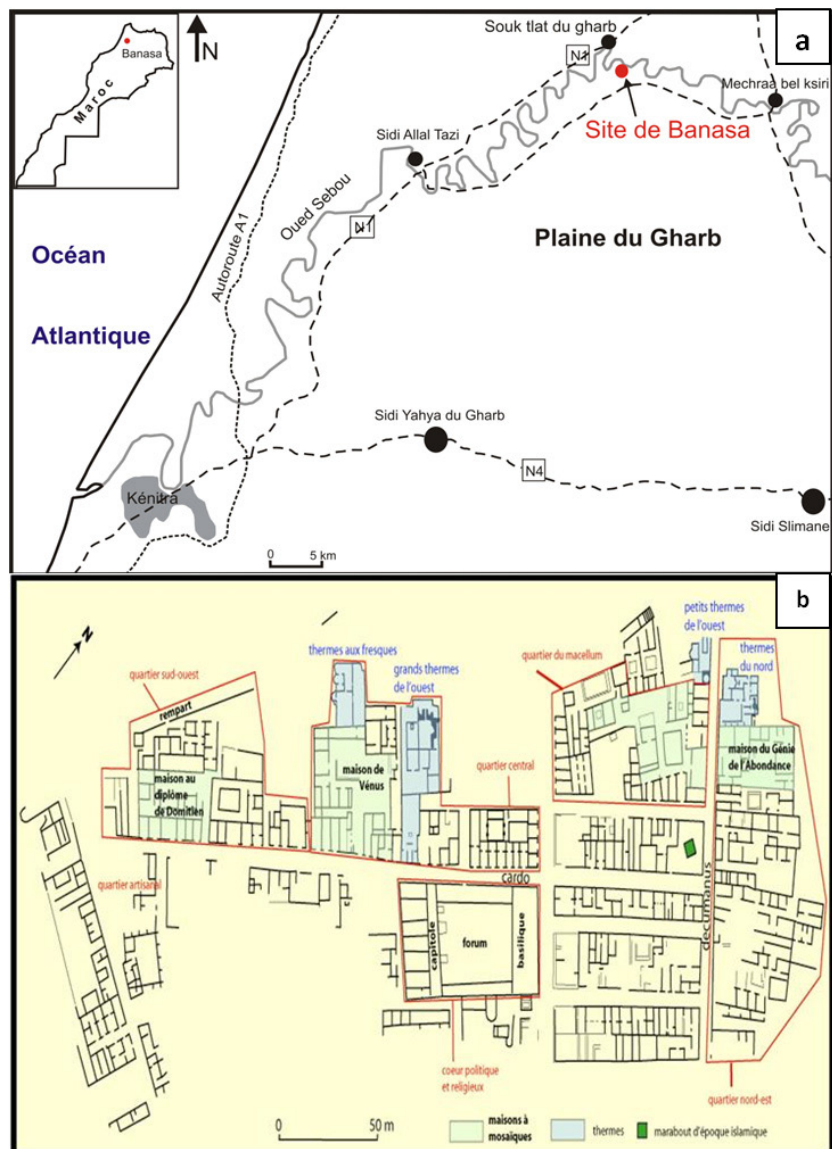 a
Banasa
Maroc
N
Souk tlat du gharb
N1
Mechraa bel ksiri
Site de Banasa
Sidi Allal Tazi
Oued Sebou
N1
Plaine du Gharb
Autoroute A1
Océan
Atlantique
Sidi Yahya du Gharb
N4
Kénitra
Sidi Slimane
0 5 km
b
N
petits thermes
de l'ouest
thermes aux fresques
quartier du macellum
thermes
du nord
quartier sud-ouest
grands thermes
de l'ouest
rempart
maison du Génie
de l'Abondance
maison de
Vénus
quartier central
maison au
diplôme
de Domitien
cardo
quartier artisanal
decumanus
capitole
forum
basilique
coeur politique
et religieux
quartier nord-est
0 50 m
maisons à
mosaïques
thermes
marabout d'époque islamique